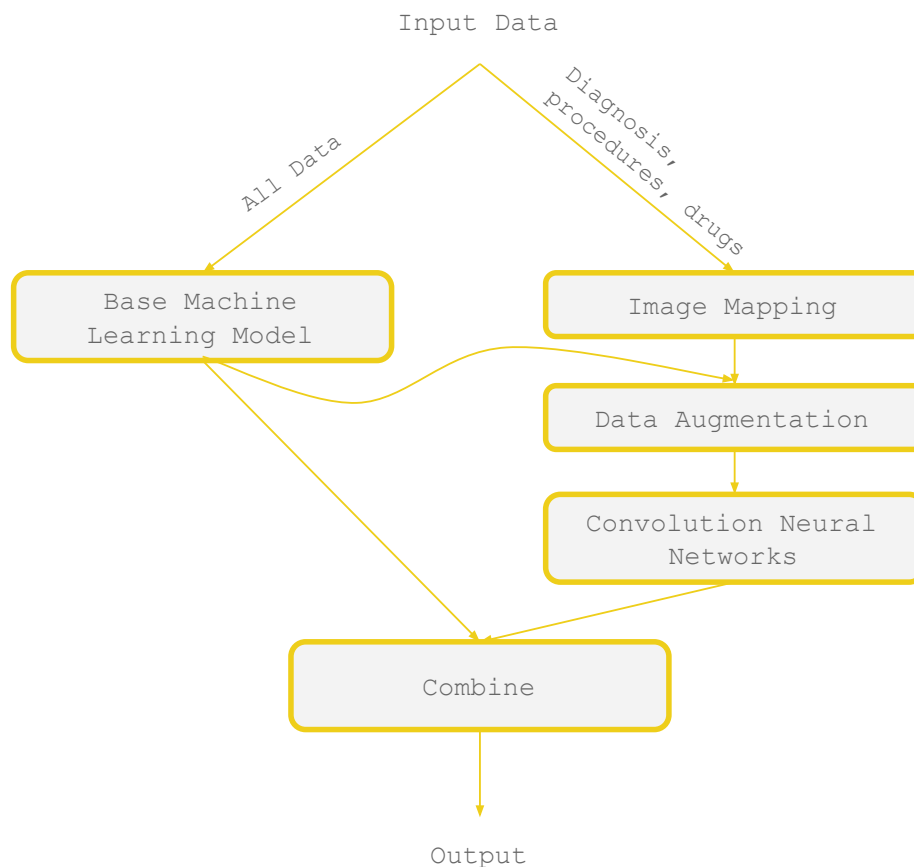 Input Data
All Data
Diagnosis,
procedures, drugs
Base Machine
Learning Model
Image Mapping
Data Augmentation
Convolution Neural
Networks
Combine
Output